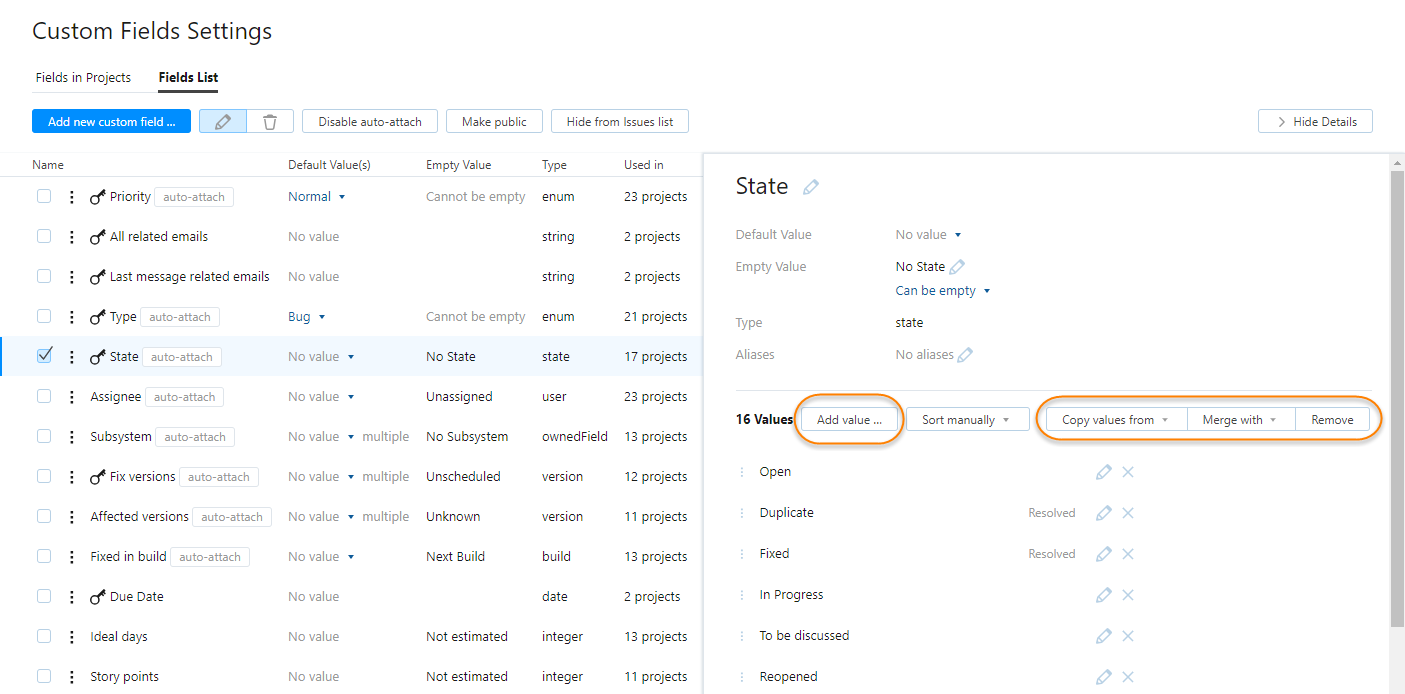 Custom Fields Settings
Fields in Projects Fields List
Add new custom field ... Disable auto-attach Make public Hide from Issues list Hide Details
Name Default Value(s) Empty Value Type Used in
Priority auto-attach Normal Cannot be empty enum 23 projects
All related emails No value string 2 projects
Last message related emails No value string 2 projects
Type auto-attach Bug Cannot be empty enum 21 projects
State auto-attach No value No State state 17 projects
Assignee auto-attach No value Unassigned user 23 projects
Subsystem auto-attach No value multiple No Subsystem ownedField 13 projects
Fix versions auto-attach No value multiple Unscheduled version 12 projects
Affected versions auto-attach No value multiple Unknown version 11 projects
Fixed in build auto-attach No value Next Build build 13 projects
Due Date No value date 2 projects
Ideal days No value Not estimated integer 13 projects
Story points No value Not estimated integer 11 projects
State
Default Value No value
Empty Value No State
Can be empty
Type state
Aliases No aliases
16 Values Add value ... Sort manually Copy values from Merge with Remove
Open
Duplicate Resolved
Fixed Resolved
In Progress
To be discussed
Reopened